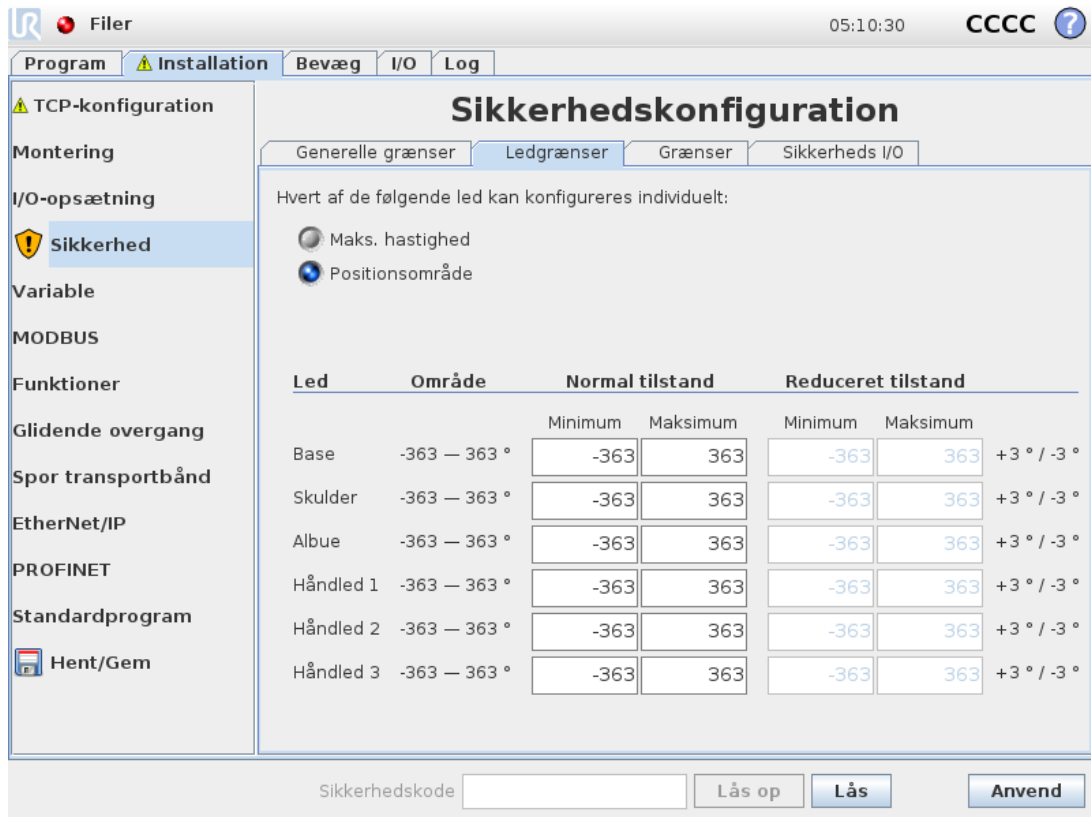 UR Filer 05:10:30 CCCC ?
Program Installation Bevæg I/O Log
TCP-konfiguration
Montering
I/O-opsætning
Sikkerhed
Variable
MODBUS
Funktioner
Glidende overgang
Spor transportbånd
EtherNet/IP
PROFINET
Standardprogram
Hent/Gem
Sikkerhedskonfiguration
Generelle grænser Ledgrænser Grænser Sikkerheds I/O
Hvert af de følgende led kan konfigureres individuelt:
Maks. hastighed
Positionsområde
Led Område Normal tilstand Reduceret tilstand
Minimum Maksimum Minimum Maksimum
Base -363 — 363 ° -363 363 -363 363 +3 ° / -3 °
Skulder -363 — 363 ° -363 363 -363 363 +3 ° / -3 °
Albue -363 — 363 ° -363 363 -363 363 +3 ° / -3 °
Håndled 1 -363 — 363 ° -363 363 -363 363 +3 ° / -3 °
Håndled 2 -363 — 363 ° -363 363 -363 363 +3 ° / -3 °
Håndled 3 -363 — 363 ° -363 363 -363 363 +3 ° / -3 °
Sikkerhedskode Lås op Lås Anvend